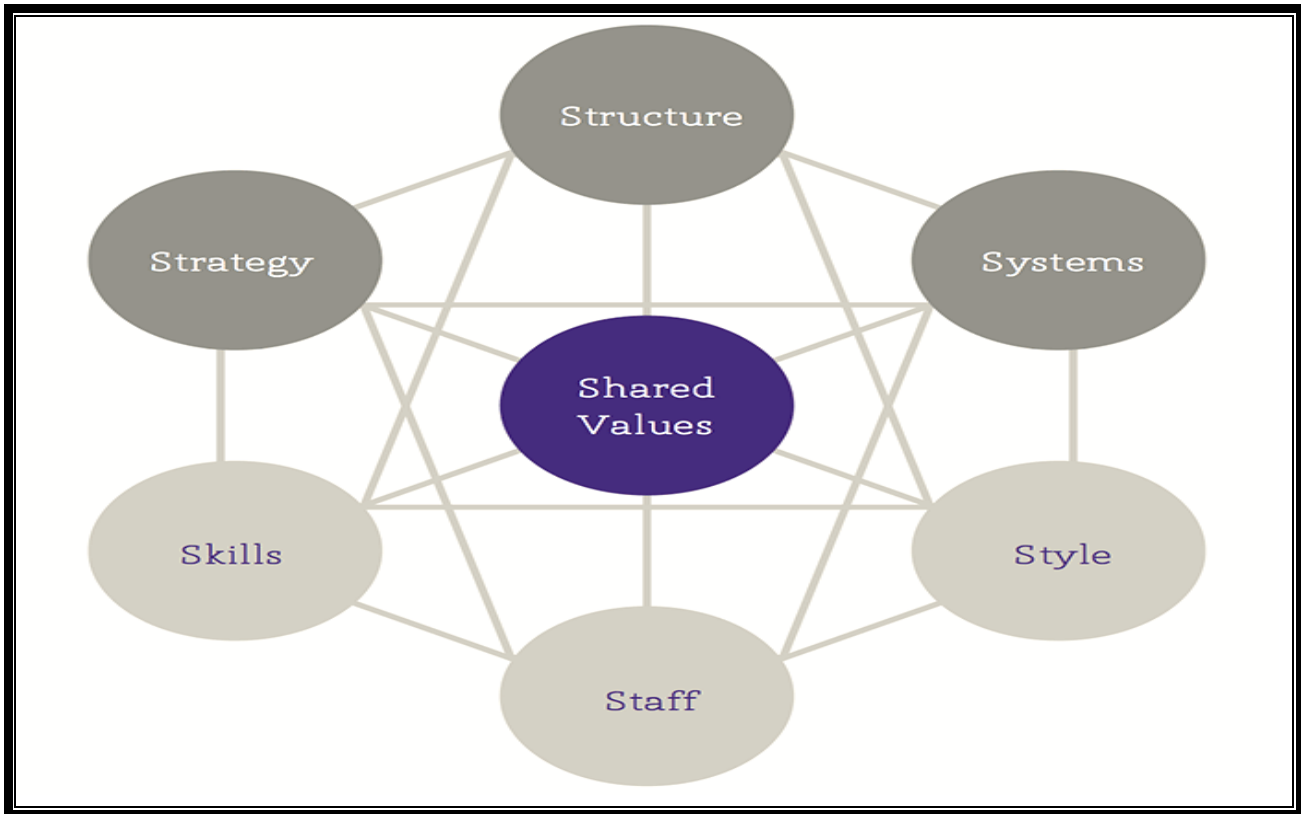 Structure
Strategy
Systems
Shared
Values
Skills
Style
Staff